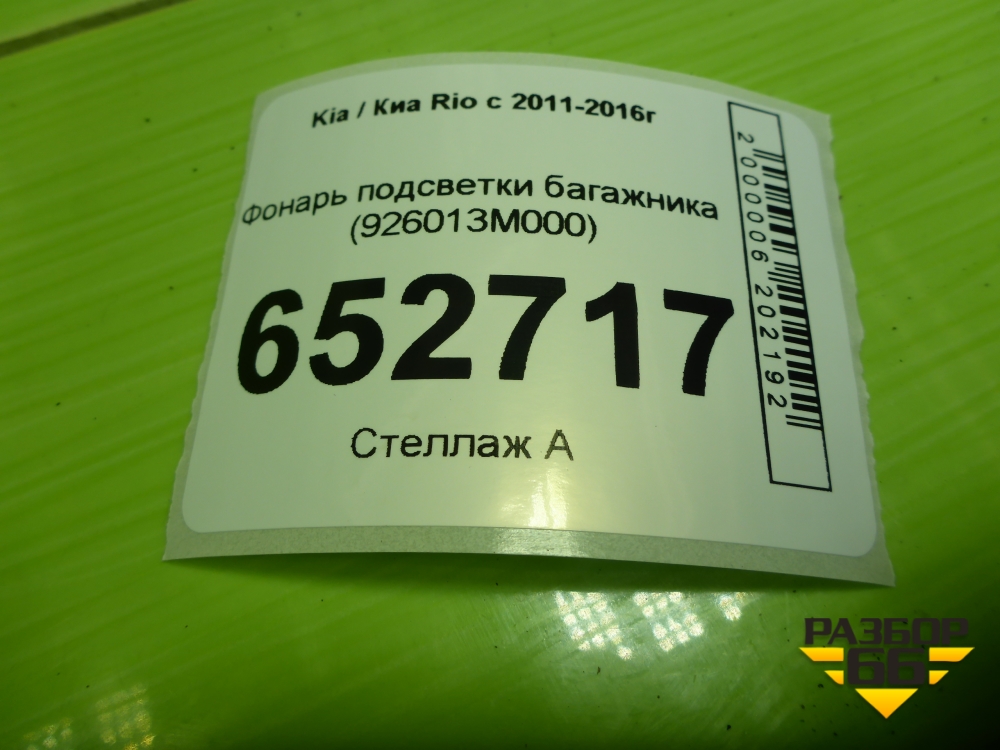 Kia / Киа Rio с 2011-2016г
Фонарь подсветки багажника
(926013M000)
652717
Стеллаж А
2000006202192
РАЗБОР
66